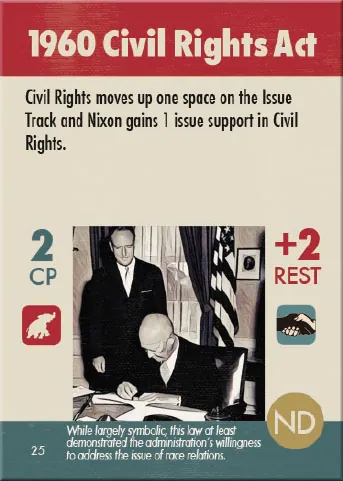 1960 Civil Rights Act
Civil Rights moves up one space on the Issue
Track and Nixon gains 1 issue support in Civil
Rights.
2
CP
+2
REST
ND
25
While largely symbolic, this law at least
demonstrated the administration's willingness
to address the issue of race relations.